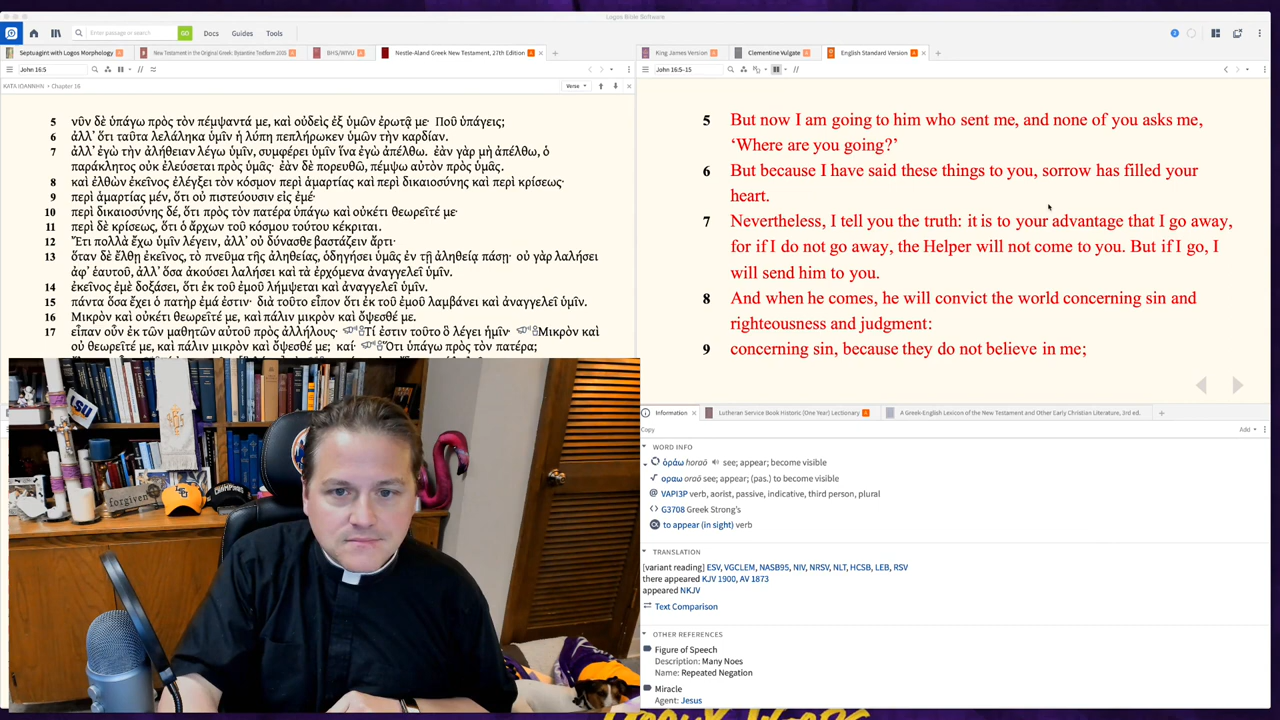 Logos Bible Software
Enter passage or search
GO
Docs
Guides
Tools
2
Septuagint with Logos Morphology
New Testament in the Original Greek: Byzantine Textform 2005
BHS/WIVU
Nestle-Aland Greek New Testament, 27th Edition
John 16:5
ΚΑΤΑ ΙΩΑΝΝΗΝ • Chapter 16
Verse
5 νῦν δὲ ὑπάγω πρὸς τὸν πέμψαντά με, καὶ οὐδεὶς ἐξ ὑμῶν ἐρωτᾷ με· Ποῦ ὑπάγεις;
6 ἀλλ’ ὅτι ταῦτα λελάληκα ὑμῖν ἡ λύπη πεπλήρωκεν ὑμῶν τὴν καρδίαν.
7 ἀλλ’ ἐγὼ τὴν ἀλήθειαν λέγω ὑμῖν, συμφέρει ὑμῖν ἵνα ἐγὼ ἀπέλθω. ἐὰν γὰρ μὴ ἀπέλθω, ὁ
παράκλητος οὐκ ἐλεύσεται πρὸς ὑμᾶς· ἐὰν δὲ πορευθῶ, πέμψω αὐτὸν πρὸς ὑμᾶς.
8 καὶ ἐλθὼν ἐκεῖνος ἐλέγξει τὸν κόσμον περὶ ἁμαρτίας καὶ περὶ δικαιοσύνης καὶ περὶ κρίσεως·
9 περὶ ἁμαρτίας μέν, ὅτι οὐ πιστεύουσιν εἰς ἐμέ·
10 περὶ δικαιοσύνης δέ, ὅτι πρὸς τὸν πατέρα ὑπάγω καὶ οὐκέτι θεωρεῖτέ με·
11 περὶ δὲ κρίσεως, ὅτι ὁ ἄρχων τοῦ κόσμου τούτου κέκριται.
12 Ἔτι πολλὰ ἔχω ὑμῖν λέγειν, ἀλλ’ οὐ δύνασθε βαστάζειν ἄρτι·
13 ὅταν δὲ ἔλθῃ ἐκεῖνος, τὸ πνεῦμα τῆς ἀληθείας, ὁδηγήσει ὑμᾶς ἐν τῇ ἀληθείᾳ πάσῃ· οὐ γὰρ λαλήσει
ἀφ’ ἑαυτοῦ, ἀλλ’ ὅσα ἀκούσει λαλήσει καὶ τὰ ἐρχόμενα ἀναγγελεῖ ὑμῖν.
14 ἐκεῖνος ἐμὲ δοξάσει, ὅτι ἐκ τοῦ ἐμοῦ λήμψεται καὶ ἀναγγελεῖ ὑμῖν.
15 πάντα ὅσα ἔχει ὁ πατὴρ ἐμά ἐστιν· διὰ τοῦτο εἶπον ὅτι ἐκ τοῦ ἐμοῦ λαμβάνει καὶ ἀναγγελεῖ ὑμῖν.
16 Μικρὸν καὶ οὐκέτι θεωρεῖτέ με, καὶ πάλιν μικρὸν καὶ ὄψεσθέ με.
17 εἶπαν οὖν ἐκ τῶν μαθητῶν αὐτοῦ πρὸς ἀλλήλους· Τί ἐστιν τοῦτο ὃ λέγει ἡμῖν· Μικρὸν καὶ
οὐ θεωρεῖτέ με, καὶ πάλιν μικρὸν καὶ ὄψεσθέ με; καί· Ὅτι ὑπάγω πρὸς τὸν πατέρα;
King James Version
Clementine Vulgate
English Standard Version
John 16:5–15
5 But now I am going to him who sent me, and none of you asks me,
‘Where are you going?’
6 But because I have said these things to you, sorrow has filled your
heart.
7 Nevertheless, I tell you the truth: it is to your advantage that I go away,
for if I do not go away, the Helper will not come to you. But if I go, I
will send him to you.
8 And when he comes, he will convict the world concerning sin and
righteousness and judgment:
9 concerning sin, because they do not believe in me;
Information
Lutheran Service Book Historic (One Year) Lectionary
A Greek-English Lexicon of the New Testament and Other Early Christian Literature, 3rd ed.
Copy
Add
WORD INFO
ὁράω horaō see; appear; become visible
οραω oraō see; appear; (pas.) to become visible
@ VAPI3P verb, aorist, passive, indicative, third person, plural
G3708 Greek Strong's
to appear (in sight) verb
TRANSLATION
[variant reading] ESV, VGCLEM, NASB95, NIV, NRSV, NLT, HCSB, LEB, RSV
there appeared KJV 1900, AV 1873
appeared NKJV
Text Comparison
OTHER REFERENCES
Figure of Speech
Description: Many Noes
Name: Repeated Negation
Miracle
Agent: Jesus
forgiven